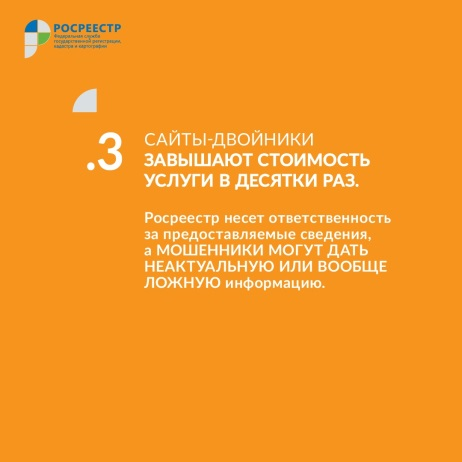 РОСРЕЕСТР
Федеральная служба
государственной регистрации,
кадастра и картографии
.3
САЙТЫ-ДВОЙНИКИ
ЗАВЫШАЮТ СТОИМОСТЬ
УСЛУГИ В ДЕСЯТКИ РАЗ.
Росреестр несет ответственность
за предоставляемые сведения,
а МОШЕННИКИ МОГУТ ДАТЬ
НЕАКТУАЛЬНУЮ ИЛИ ВООБЩЕ
ЛОЖНУЮ информацию.